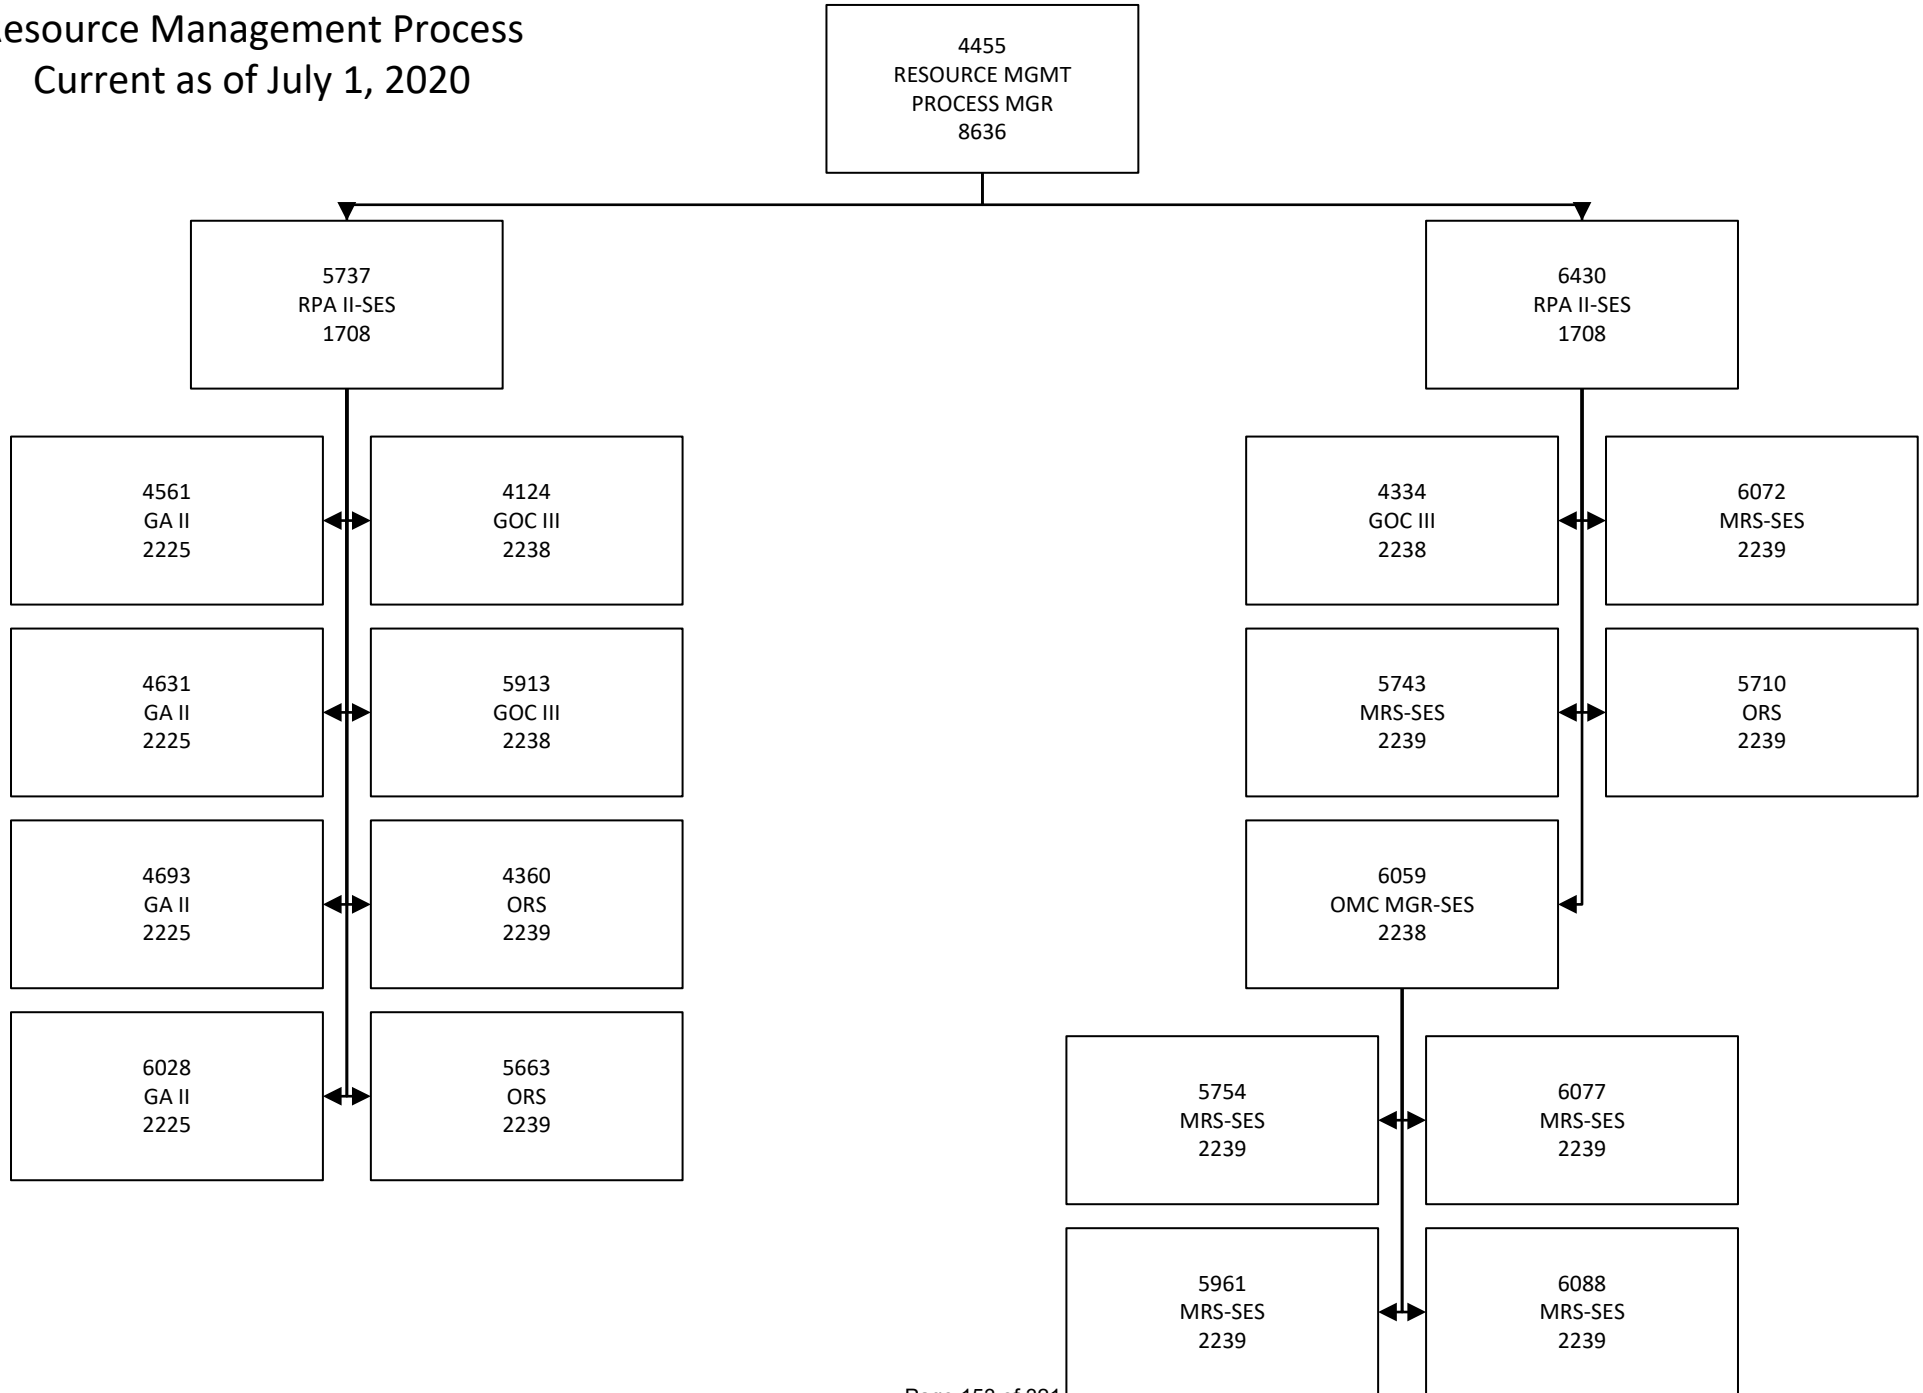 esource Management Process
Current as of July 1, 2020
4455
RESOURCE MGMT
PROCESS MGR
8636
5737
RPA II-SES
1708
6430
RPA II-SES
1708
4561
GA II
2225
4124
GOC III
2238
4334
GOC III
2238
6072
MRS-SES
2239
4631
GA II
2225
5913
GOC III
2238
5743
MRS-SES
2239
5710
ORS
2239
4693
GA II
2225
4360
ORS
2239
6059
OMC MGR-SES
2238
6028
GA II
2225
5663
ORS
2239
5754
MRS-SES
2239
6077
MRS-SES
2239
5961
MRS-SES
2239
6088
MRS-SES
2239